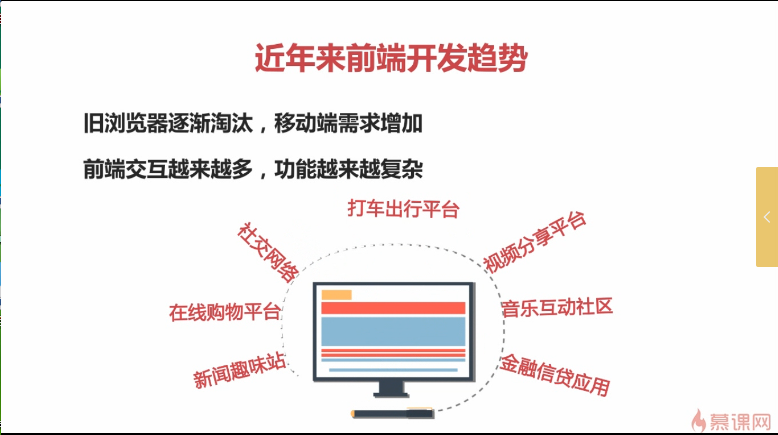 近年来前端开发趋势
旧浏览器逐渐淘汰，移动端需求增加
前端交互越来越多，功能越来越复杂
打车出行平台
社交网络
视频分享平台
在线购物平台
音乐互动社区
新闻趣味站
金融信贷应用
慕课网